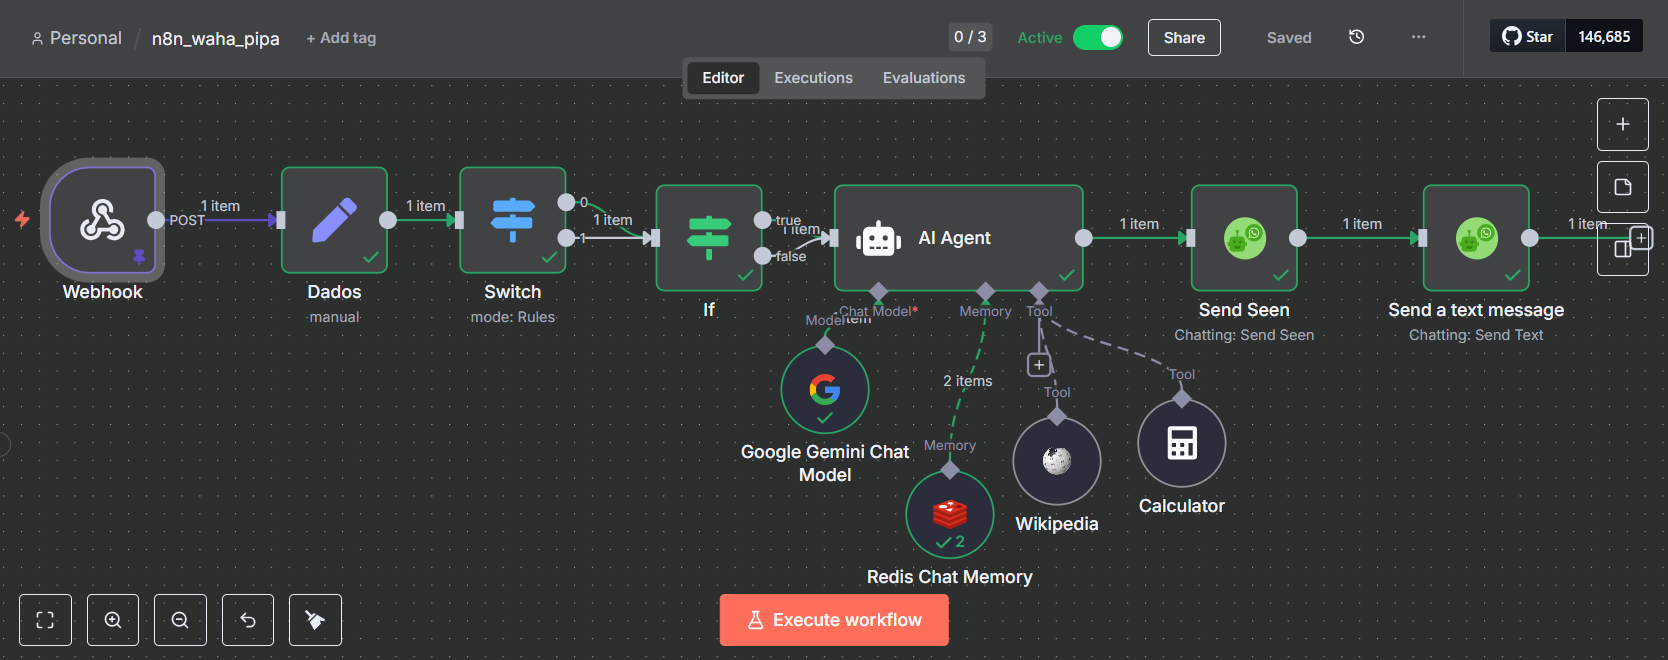 Personal / n8n_waha_pipa + Add tag
0 / 3 Active Share Saved ... Star 146,685
Editor Executions Evaluations
POST 1 item
1 item
0
1 item
1
true
1 item
false
1 item
1 item
1 item
AI Agent
Webhook
Dados
manual
Switch
mode: Rules
If
Chat Model*
Memory
Tool
Model
Send Seen
Chatting: Send Seen
Send a text message
Chatting: Send Text
2 items
Tool
Tool
Memory
Google Gemini Chat
Model
Wikipedia
Calculator
2
Redis Chat Memory
Execute workflow